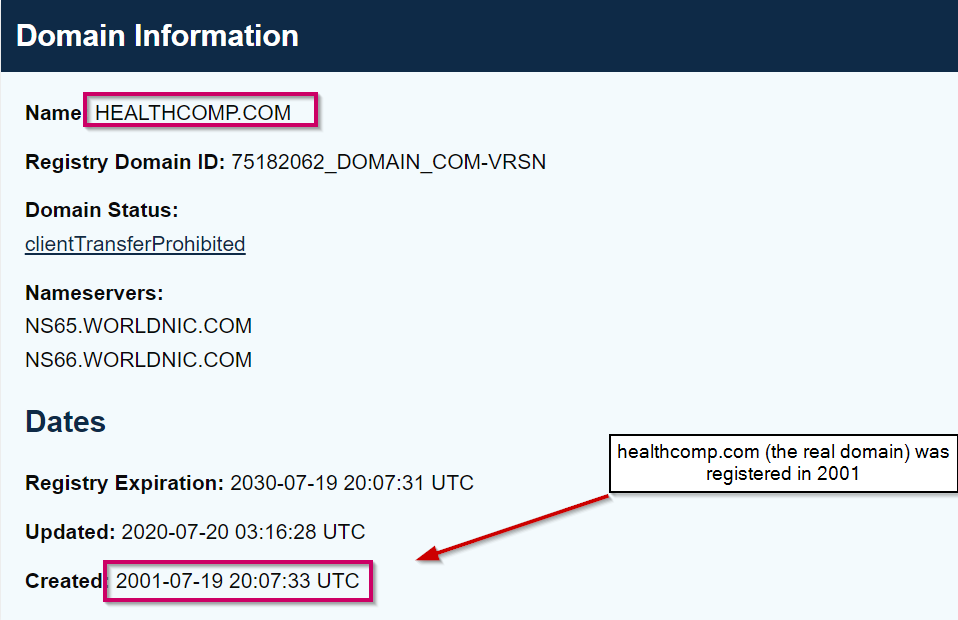 Domain Information
Name HEALTHCOMP.COM
Registry Domain ID: 75182062_DOMAIN_COM-VRSN
Domain Status:
clientTransferProhibited
Nameservers:
NS65.WORLDNIC.COM
NS66.WORLDNIC.COM
Dates
healthcomp.com (the real domain) was
registered in 2001
Registry Expiration: 2030-07-19 20:07:31 UTC
Updated: 2020-07-20 03:16:28 UTC
Created: 2001-07-19 20:07:33 UTC